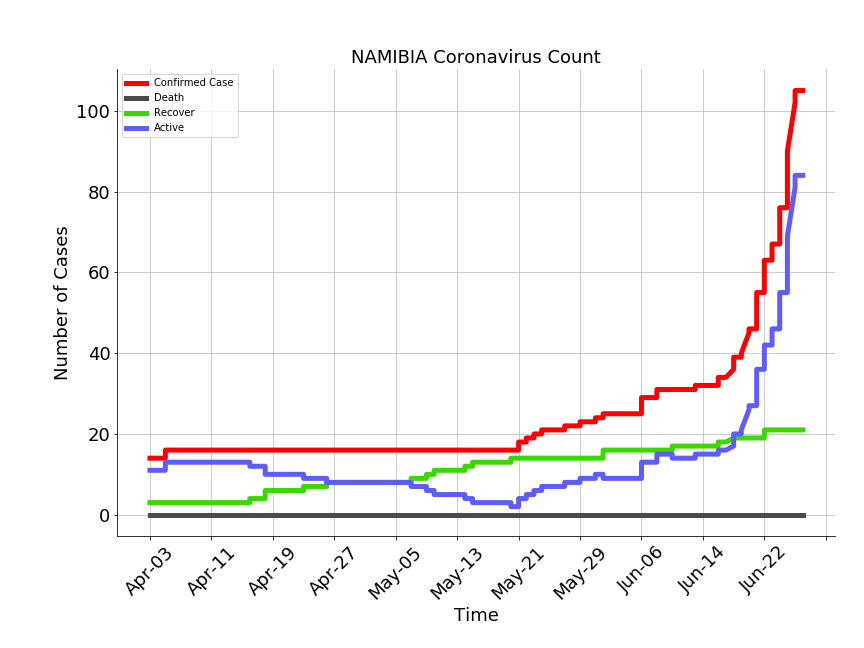 NAMIBIA Coronavirus Count
Confirmed Case
Death
Recover
Active
Number of Cases
100
80
60
40
20
0
Apr-03
Apr-11
Apr-19
Apr-27
May-05
May-13
May-21
May-29
Jun-06
Jun-14
Jun-22
Time